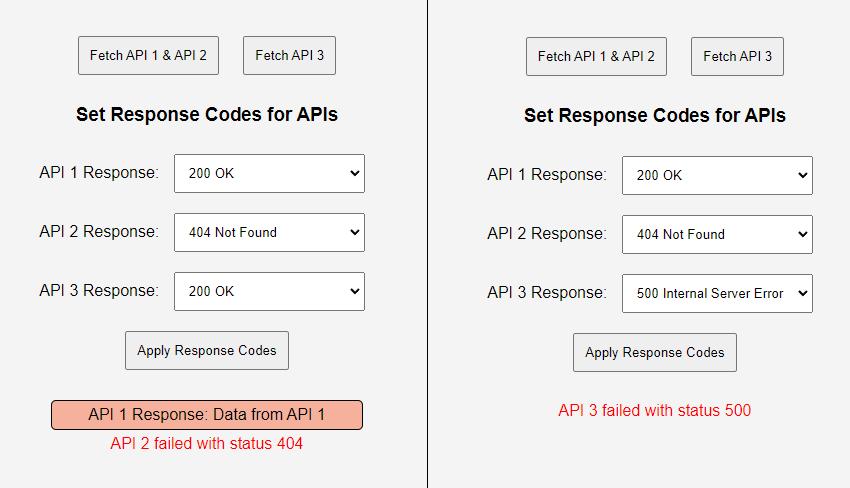 Fetch API 1 & API 2
Fetch API 3
Set Response Codes for APIs
API 1 Response:
200 OK
API 2 Response:
404 Not Found
API 3 Response:
200 OK
Apply Response Codes
API 1 Response: Data from API 1
API 2 failed with status 404
Fetch API 1 & API 2
Fetch API 3
Set Response Codes for APIs
API 1 Response:
200 OK
API 2 Response:
404 Not Found
API 3 Response:
500 Internal Server Error
Apply Response Codes
API 3 failed with status 500